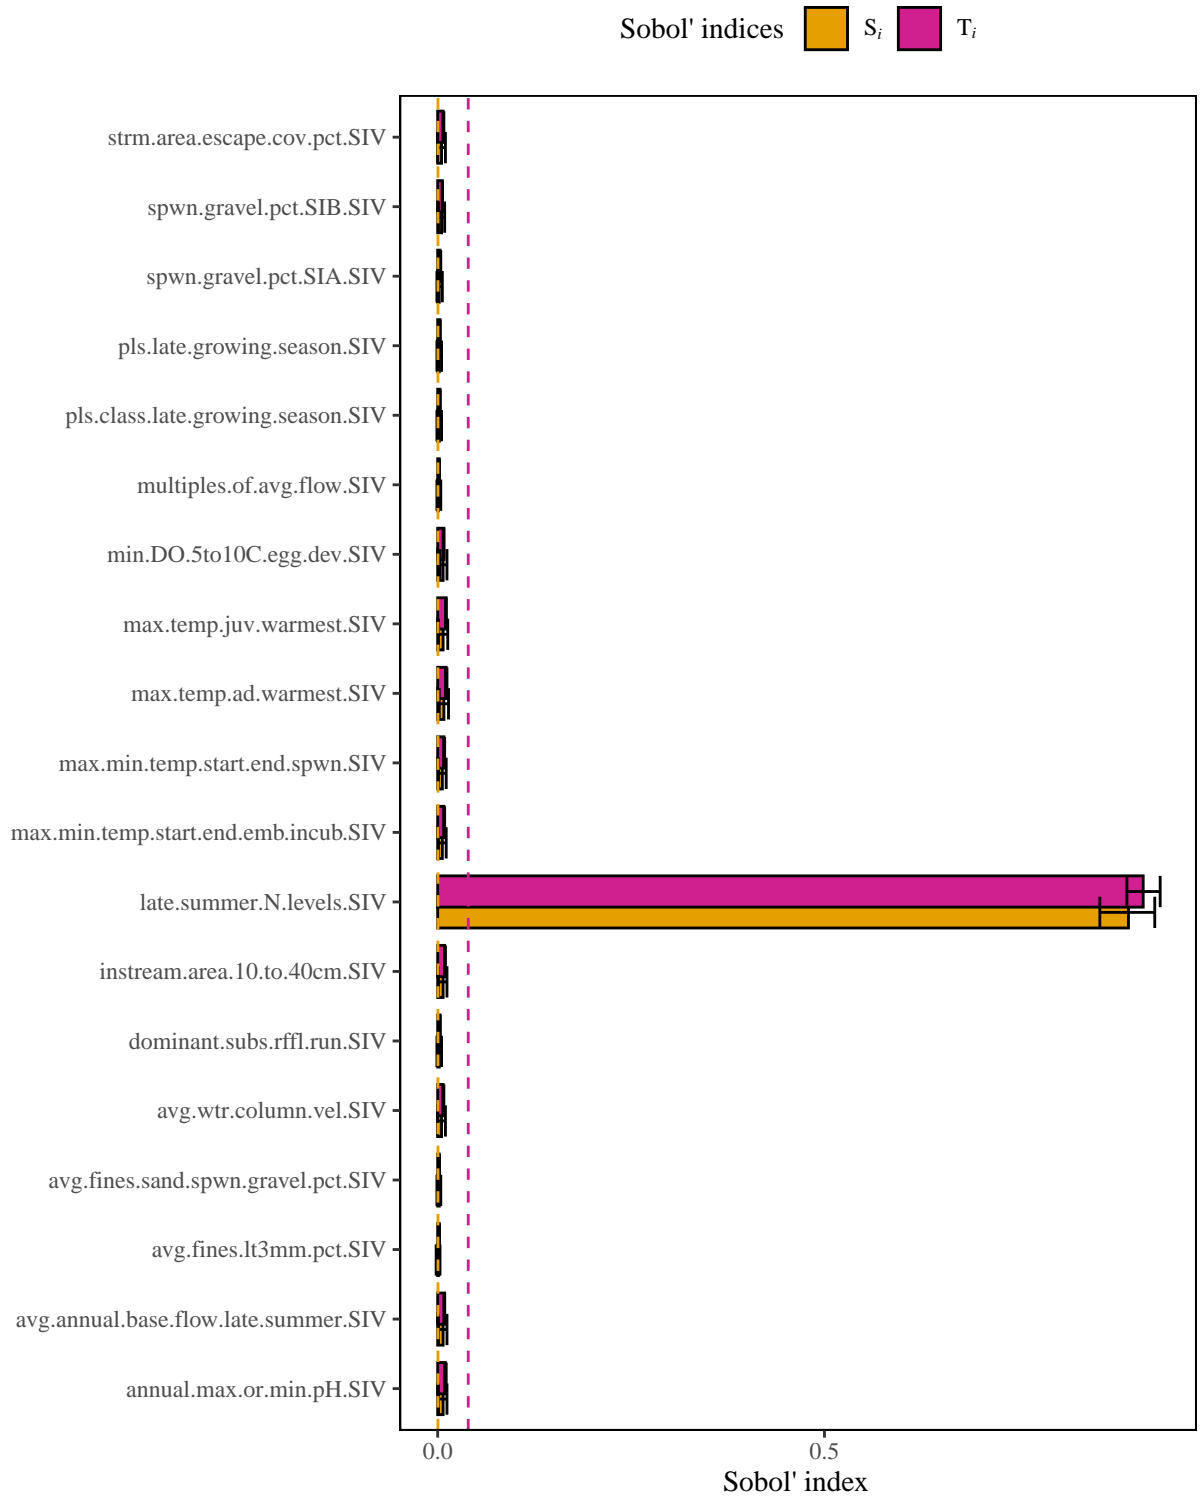 Sobol' indices Sᵢ Tᵢ
strm.area.escape.cov.pct.SIV
spwn.gravel.pct.SIB.SIV
spwn.gravel.pct.SIA.SIV
pls.late.growing.season.SIV
pls.class.late.growing.season.SIV
multiples.of.avg.flow.SIV
min.DO.5to10C.egg.dev.SIV
max.temp.juv.warmest.SIV
max.temp.ad.warmest.SIV
max.min.temp.start.end.spwn.SIV
max.min.temp.start.end.emb.incub.SIV
late.summer.N.levels.SIV
instream.area.10.to.40cm.SIV
dominant.subs.rffl.run.SIV
avg.wtr.column.vel.SIV
avg.fines.sand.spwn.gravel.pct.SIV
avg.fines.lt3mm.pct.SIV
avg.annual.base.flow.late.summer.SIV
annual.max.or.min.pH.SIV
0.0 0.5
Sobol' index